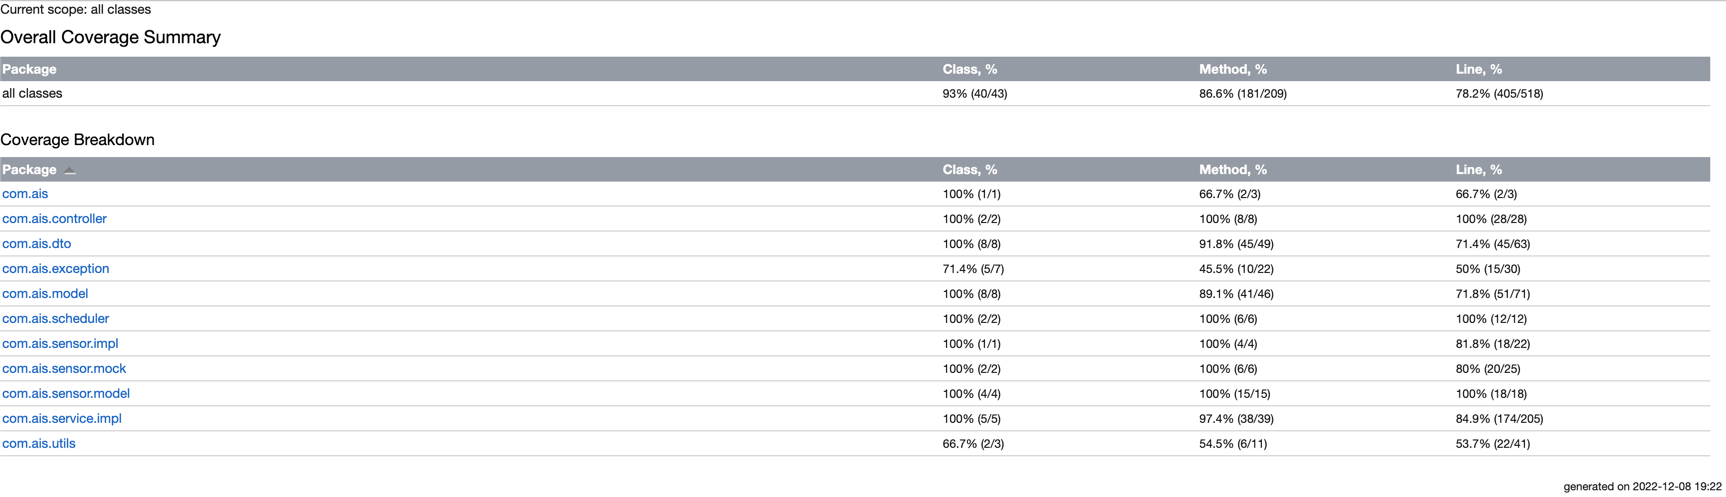 Current scope: all classes
Overall Coverage Summary
Package Class, % Method, % Line, %
all classes 93% (40/43) 86.6% (181/209) 78.2% (405/518)
Coverage Breakdown
Package Class, % Method, % Line, %
com.ais 100% (1/1) 66.7% (2/3) 66.7% (2/3)
com.ais.controller 100% (2/2) 100% (8/8) 100% (28/28)
com.ais.dto 100% (8/8) 91.8% (45/49) 71.4% (45/63)
com.ais.exception 71.4% (5/7) 45.5% (10/22) 50% (15/30)
com.ais.model 100% (8/8) 89.1% (41/46) 71.8% (51/71)
com.ais.scheduler 100% (2/2) 100% (6/6) 100% (12/12)
com.ais.sensor.impl 100% (1/1) 100% (4/4) 81.8% (18/22)
com.ais.sensor.mock 100% (2/2) 100% (6/6) 80% (20/25)
com.ais.sensor.model 100% (4/4) 100% (15/15) 100% (18/18)
com.ais.service.impl 100% (5/5) 97.4% (38/39) 84.9% (174/205)
com.ais.utils 66.7% (2/3) 54.5% (6/11) 53.7% (22/41)
generated on 2022-12-08 19:22